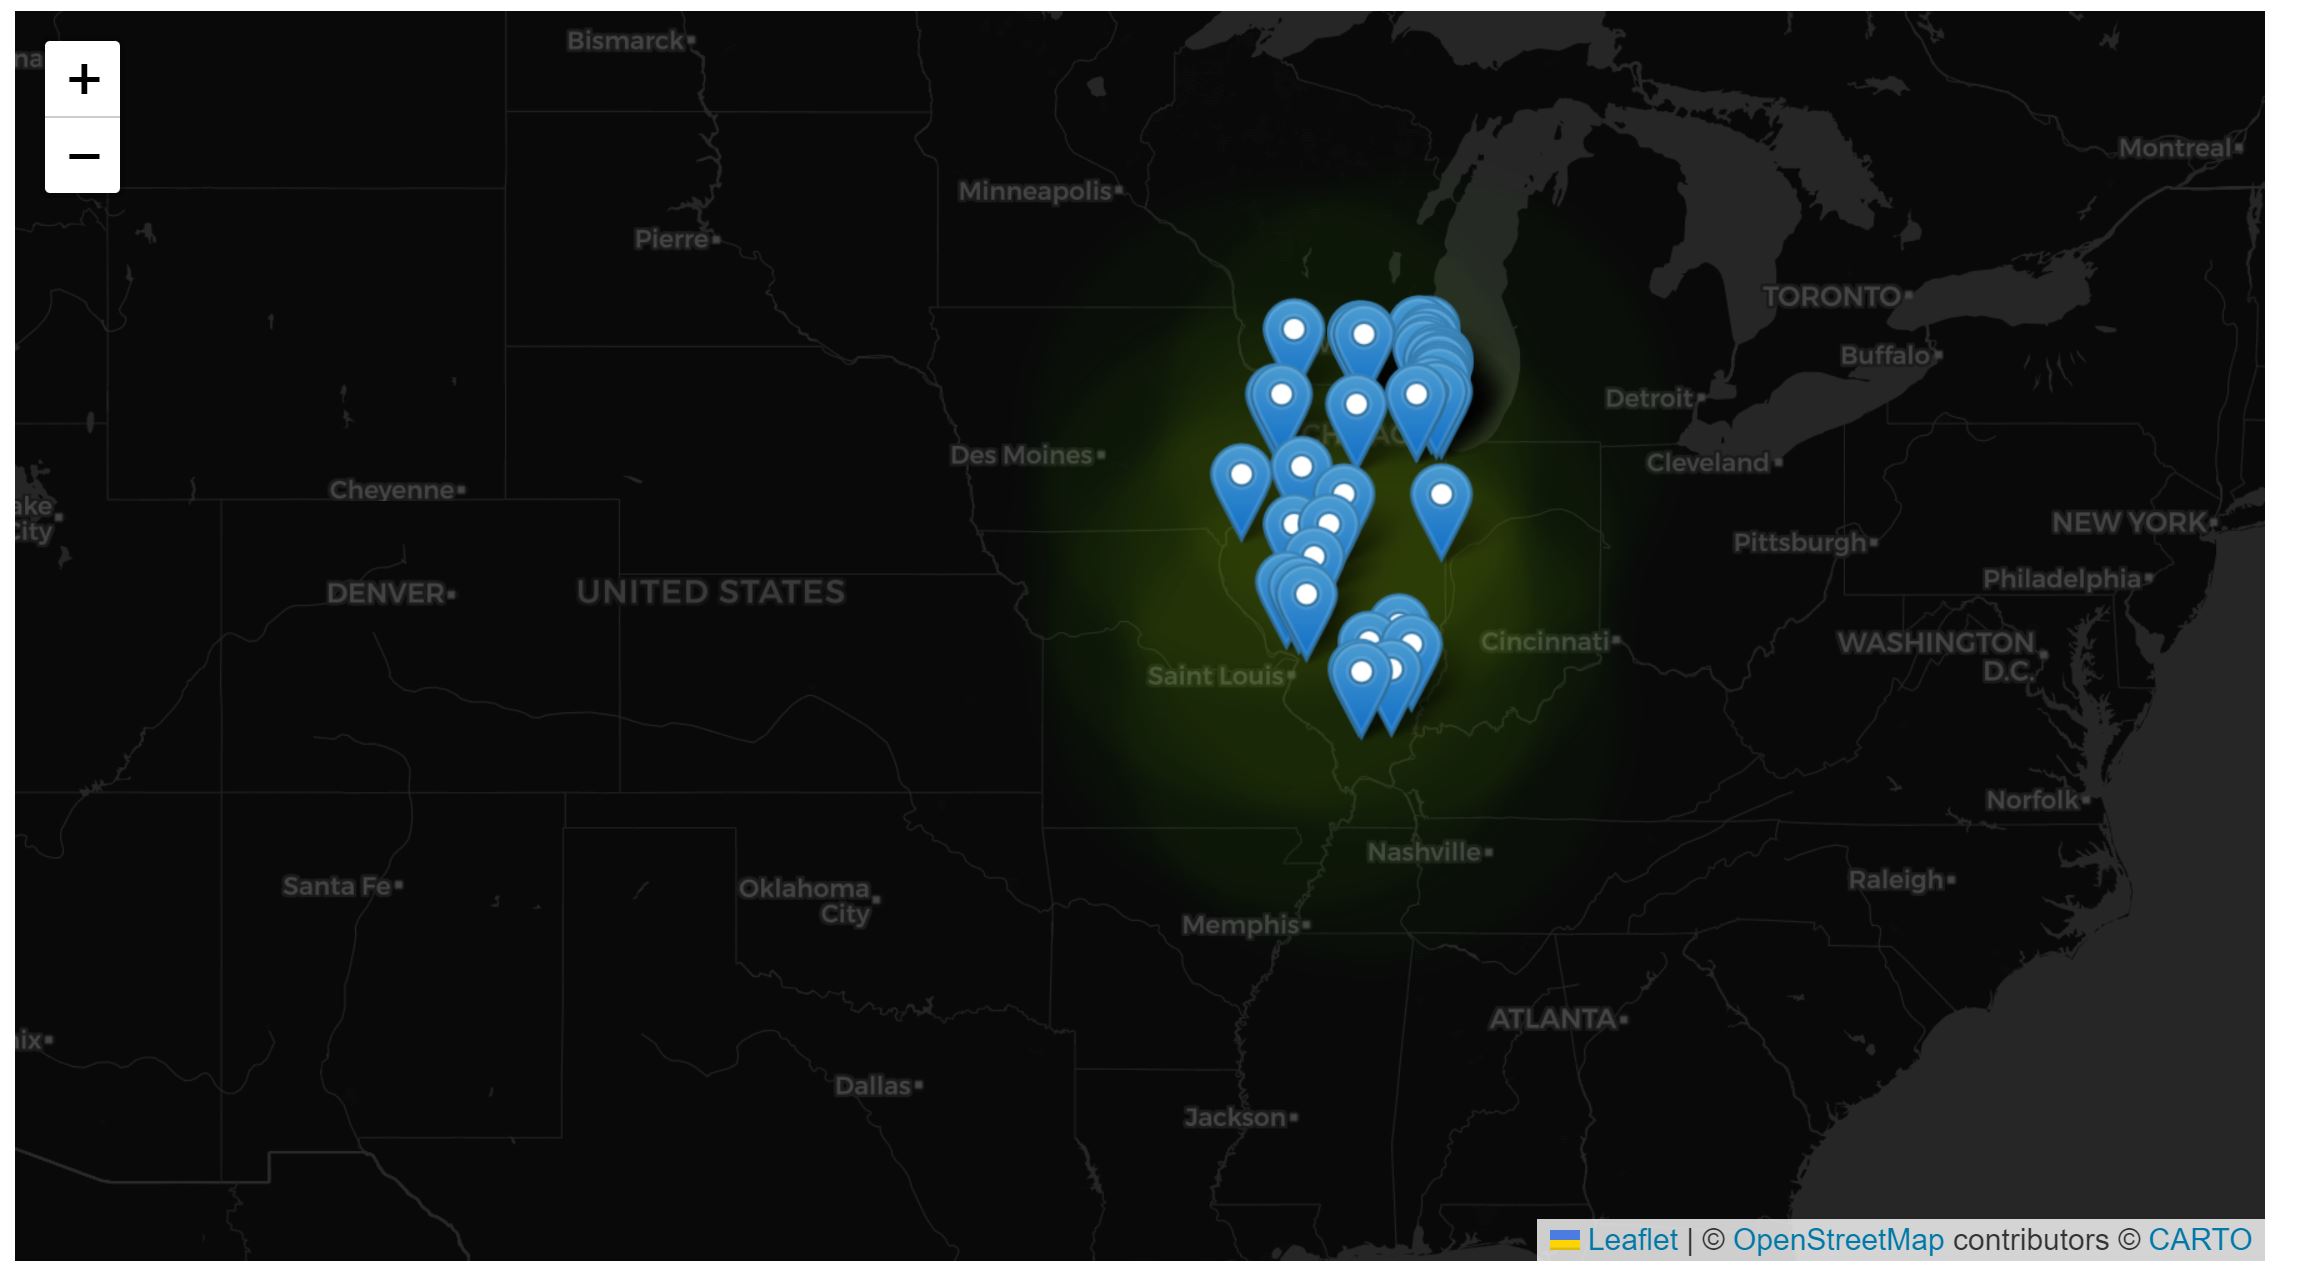 +
−
Bismarck
na
Montreal
Minneapolis
Pierre
TORONTO
Buffalo
Detroit
Des Moines
Cleveland
Cheyenne
ake
City
NEW YORK
Pittsburgh
Philadelphia
DENVER
UNITED STATES
Cincinnati
WASHINGTON
D.C.
Saint Louis
Norfolk
Nashville
Raleigh
Santa Fe
Oklahoma
City
Memphis
ATLANTA
ix
Dallas
Jackson
Leaflet | © OpenStreetMap contributors © CARTO